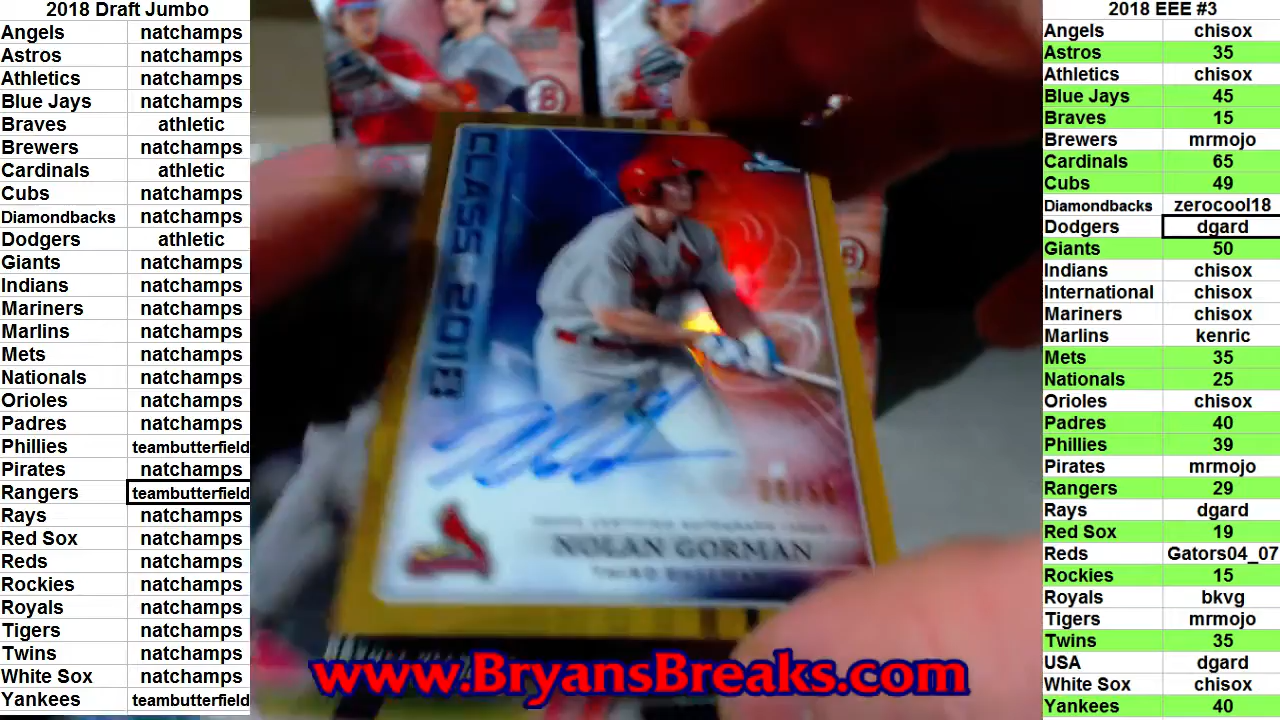 2018 Draft Jumbo
Angels natchamps
Astros natchamps
Athletics natchamps
Blue Jays natchamps
Braves athletic
Brewers natchamps
Cardinals athletic
Cubs natchamps
Diamondbacks natchamps
Dodgers athletic
Giants natchamps
Indians natchamps
Mariners natchamps
Marlins natchamps
Mets natchamps
Nationals natchamps
Orioles natchamps
Padres natchamps
Phillies teambutterfield
Pirates natchamps
Rangers teambutterfield
Rays natchamps
Red Sox natchamps
Reds natchamps
Rockies natchamps
Royals natchamps
Tigers natchamps
Twins natchamps
White Sox natchamps
Yankees teambutterfield
CLASS OF 2018
TOPPS CERTIFIED AUTOGRAPH ISSUE
NOLAN GORMAN
THIRD BASEMAN
www.BryansBreaks.com
2018 EEE #3
Angels chisox
Astros 35
Athletics chisox
Blue Jays 45
Braves 15
Brewers mrmojo
Cardinals 65
Cubs 49
Diamondbacks zerocool18
Dodgers dgard
Giants 50
Indians chisox
International chisox
Mariners chisox
Marlins kenric
Mets 35
Nationals 25
Orioles chisox
Padres 40
Phillies 39
Pirates mrmojo
Rangers 29
Rays dgard
Red Sox 19
Reds Gators04_07
Rockies 15
Royals bkvg
Tigers mrmojo
Twins 35
USA dgard
White Sox chisox
Yankees 40